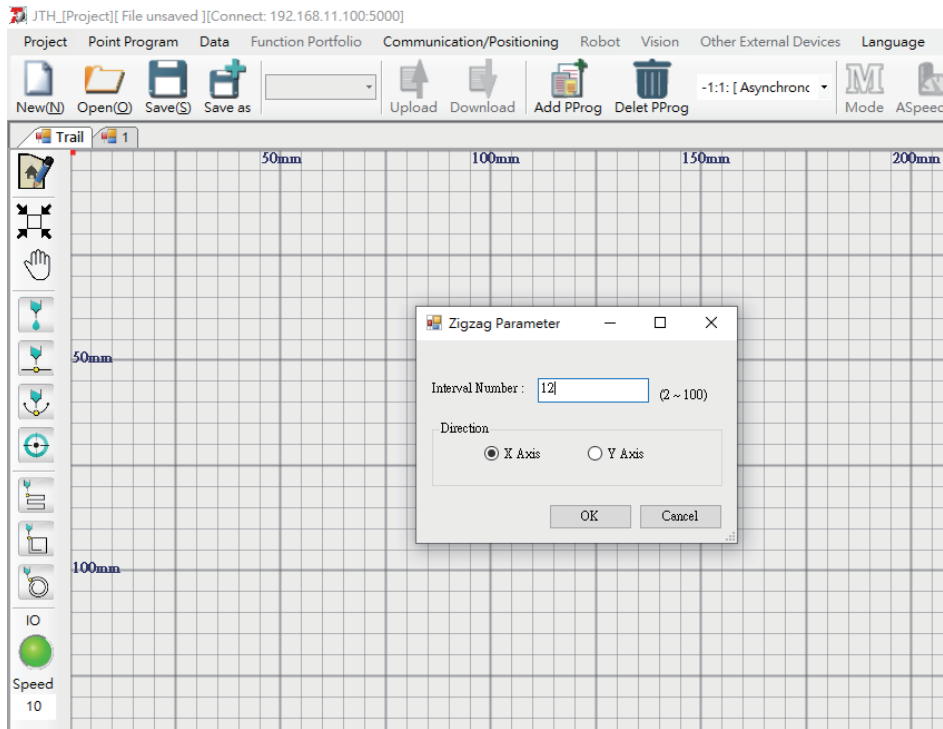 JTH_[Project][ File unsaved ][Connect: 192.168.11.100:5000]
Project Point Program Data Function Portfolio Communication/Positioning Robot Vision Other External Devices Language
New(N) Open(O) Save(S) Save as Upload Download Add PProg Delet PProg -1:1: [ Asynchronc M Mode ASpeed
Trail 1
50mm 100mm 150mm 200mm
Zigzag Parameter
50mm
Interval Number : 12 (2 ~ 100)
Direction
X Axis Y Axis
OK Cancel
100mm
IO
Speed
10